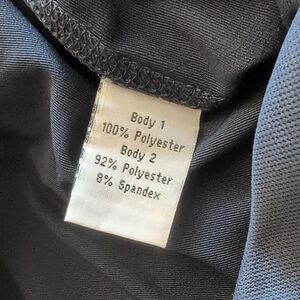 Body 1
100% Polyester
Body 2
92% Polyester
8% Spandex